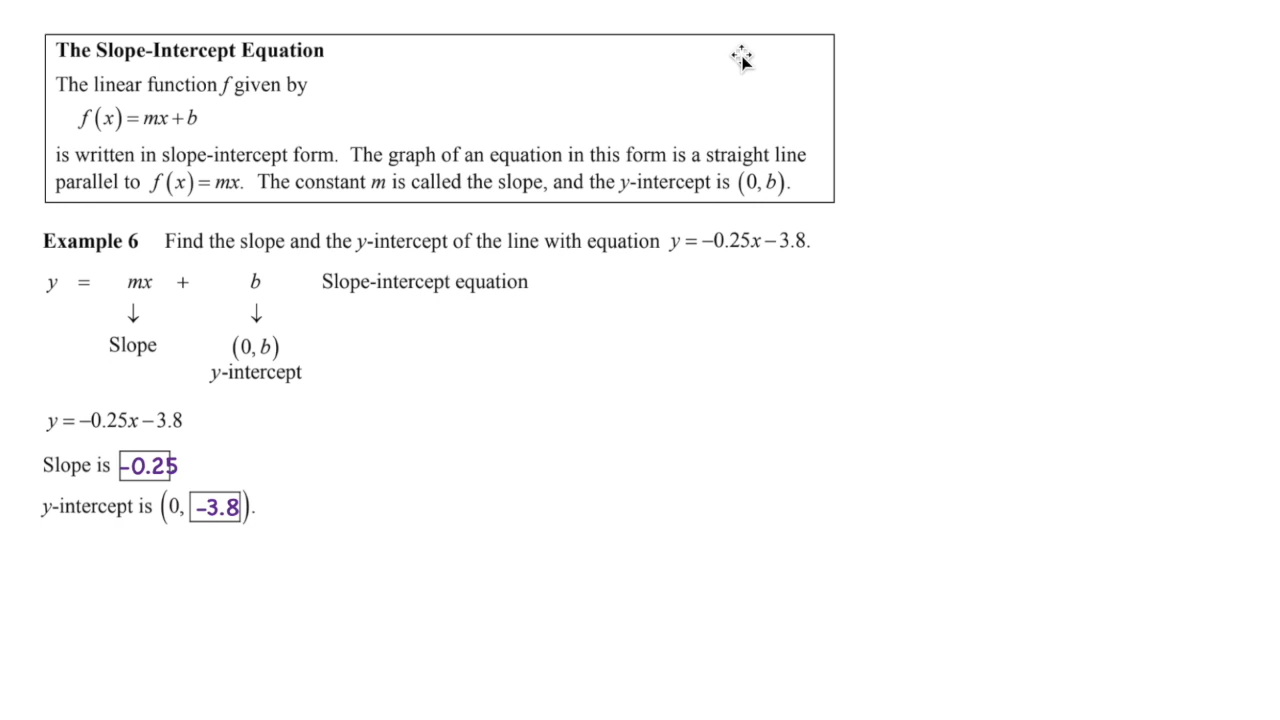 The Slope-Intercept Equation
The linear function f given by
f(x) = mx + b
is written in slope-intercept form. The graph of an equation in this form is a straight line
parallel to f(x) = mx. The constant m is called the slope, and the y-intercept is (0, b).
Example 6 Find the slope and the y-intercept of the line with equation y = −0.25x − 3.8.
y = mx + b Slope-intercept equation
↓ ↓
Slope (0, b)
y-intercept
y = −0.25x − 3.8
Slope is -0.25
y-intercept is (0, -3.8).